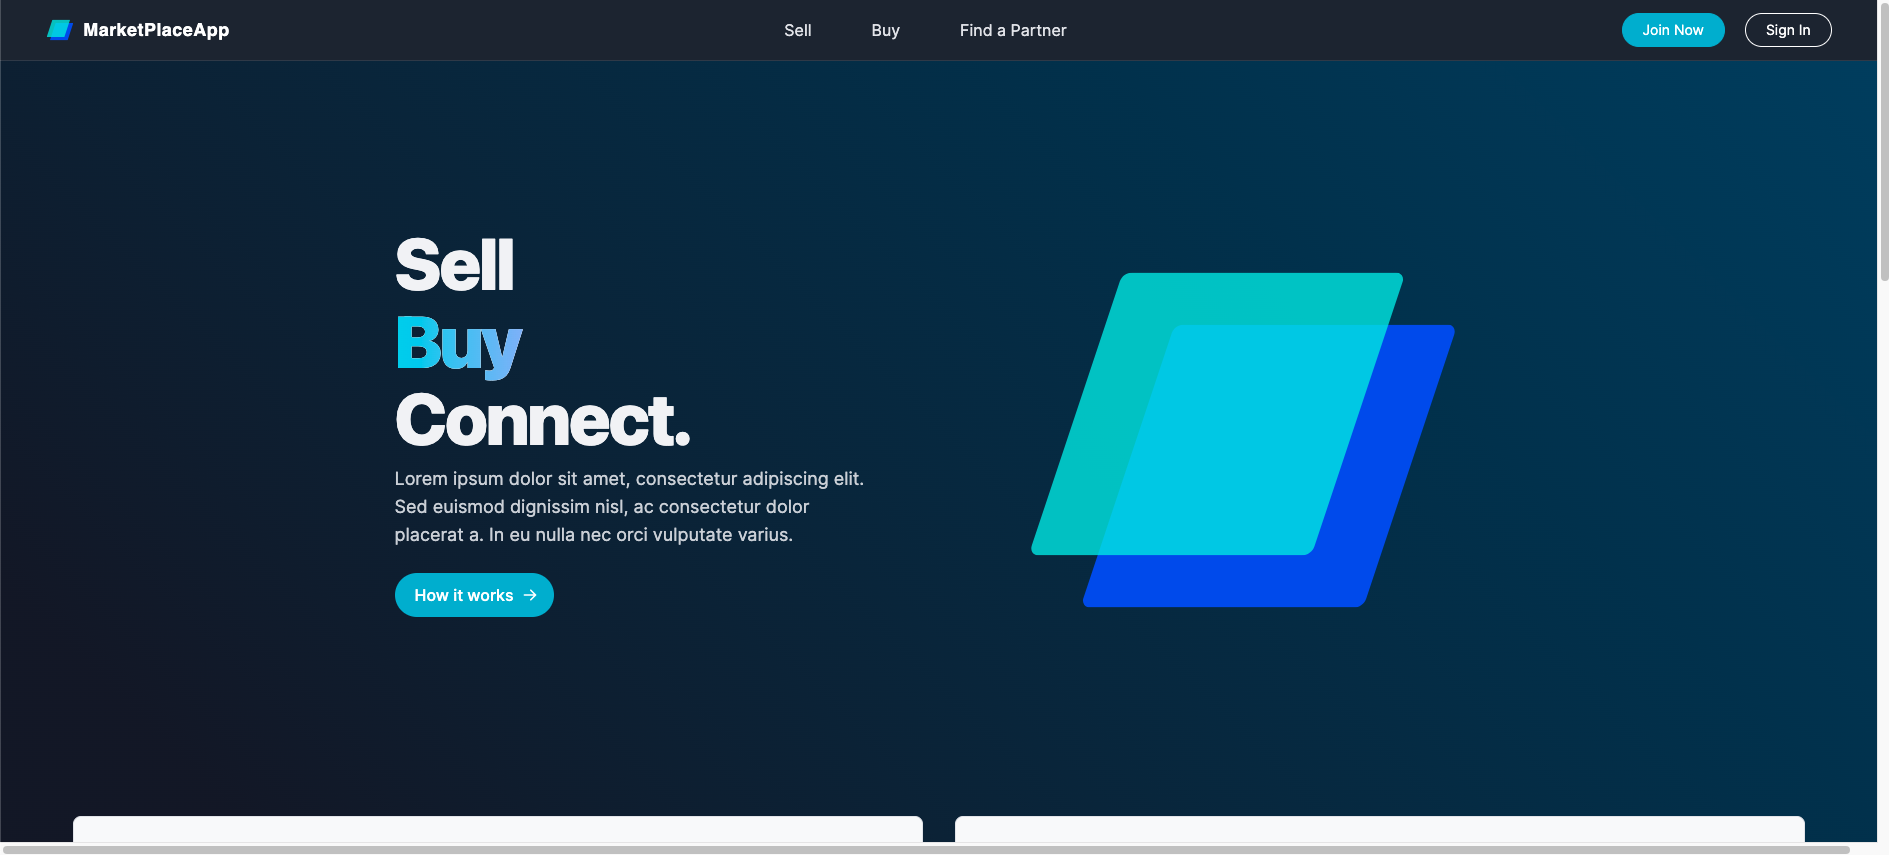 MarketPlaceApp
Sell
Buy
Find a Partner
Join Now
Sign In
Sell
Buy
Connect.
Lorem ipsum dolor sit amet, consectetur adipiscing elit.
Sed euismod dignissim nisl, ac consectetur dolor
placerat a. In eu nulla nec orci vulputate varius.
How it works →